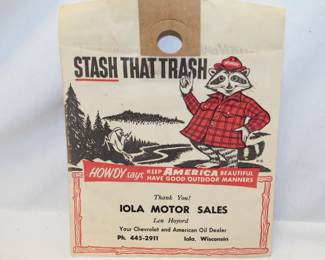 STASH THAT TRASH
HOWDY says KEEP AMERICA BEAUTIFUL
HAVE GOOD OUTDOOR MANNERS
Thank You!
IOLA MOTOR SALES
Len Hoyord
Your Chevrolet and American Oil Dealer
Ph. 445-2911 Iola, Wisconsin